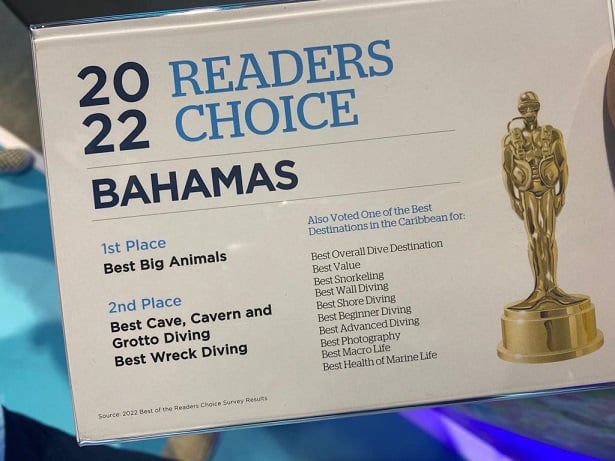 2022 READERS CHOICE
BAHAMAS
1st Place
Best Big Animals
2nd Place
Best Cave, Cavern and
Grotto Diving
Best Wreck Diving
Also Voted One of the Best
Destinations in the Caribbean for:
Best Overall Dive Destination
Best Value
Best Snorkeling
Best Wall Diving
Best Shore Diving
Best Beginner Diving
Best Advanced Diving
Best Photography
Best Macro Life
Best Health of Marine Life
Source: 2022 Best of the Readers Choice Survey Results